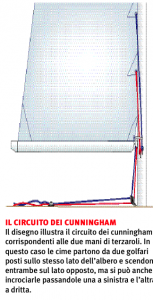 IL CIRCUITO DEI CUNNINGHAM
Il disegno illustra il circuito dei cunningham
corrispondenti alle due mani di terzaroli. In
questo caso le cime partono da due golfari
posti sullo stesso lato dell'albero e scendon
entrambe sul lato opposto, ma si può anche
incrociarle passandole una a sinistra e l'altr
a dritta.